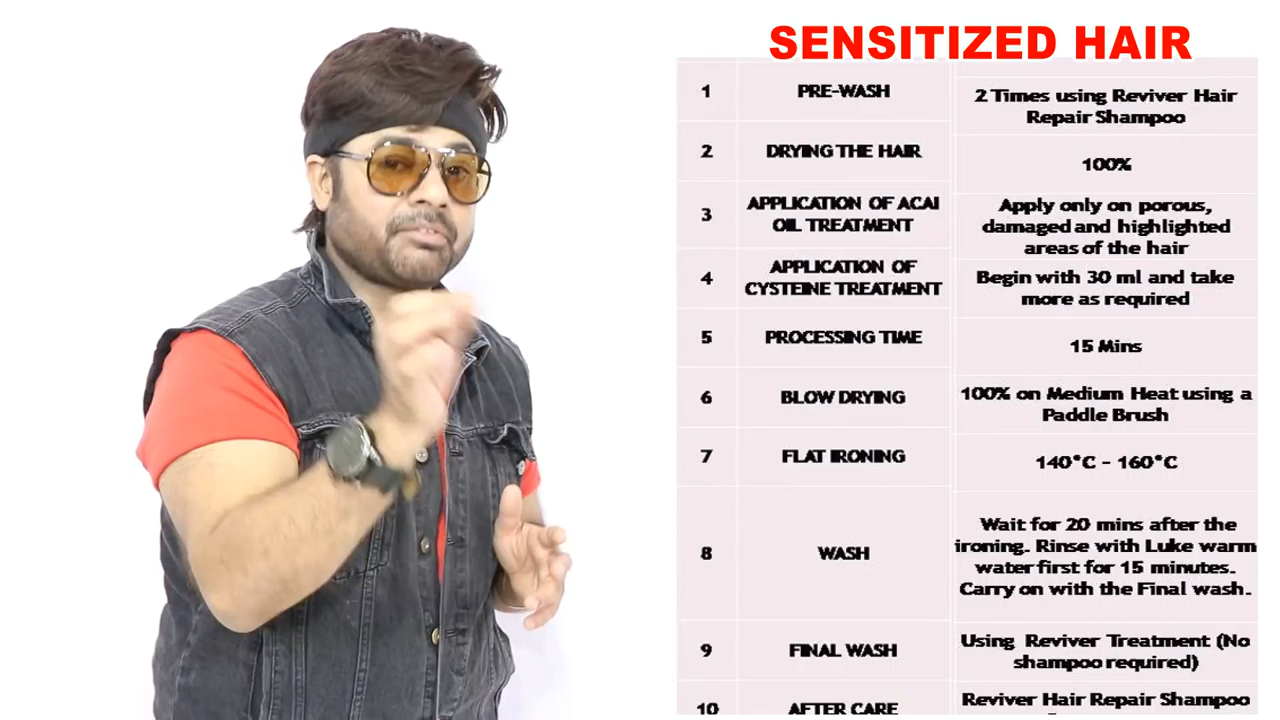 SENSITIZED HAIR
1
PRE-WASH
2 Times using Reviver Hair
Repair Shampoo
2
DRYING THE HAIR
100%
3
APPLICATION OF ACAI
OIL TREATMENT
Apply only on porous,
damaged and highlighted
areas of the hair
4
APPLICATION OF
CYSTEINE TREATMENT
Begin with 30 ml and take
more as required
5
PROCESSING TIME
15 Mins
6
BLOW DRYING
100% on Medium Heat using a
Paddle Brush
7
FLAT IRONING
140°C - 160°C
8
WASH
Wait for 20 mins after the
ironing. Rinse with Luke warm
water first for 15 minutes.
Carry on with the Final wash.
9
FINAL WASH
Using Reviver Treatment (No
shampoo required)
10
AFTER CARE
Reviver Hair Repair Shampoo